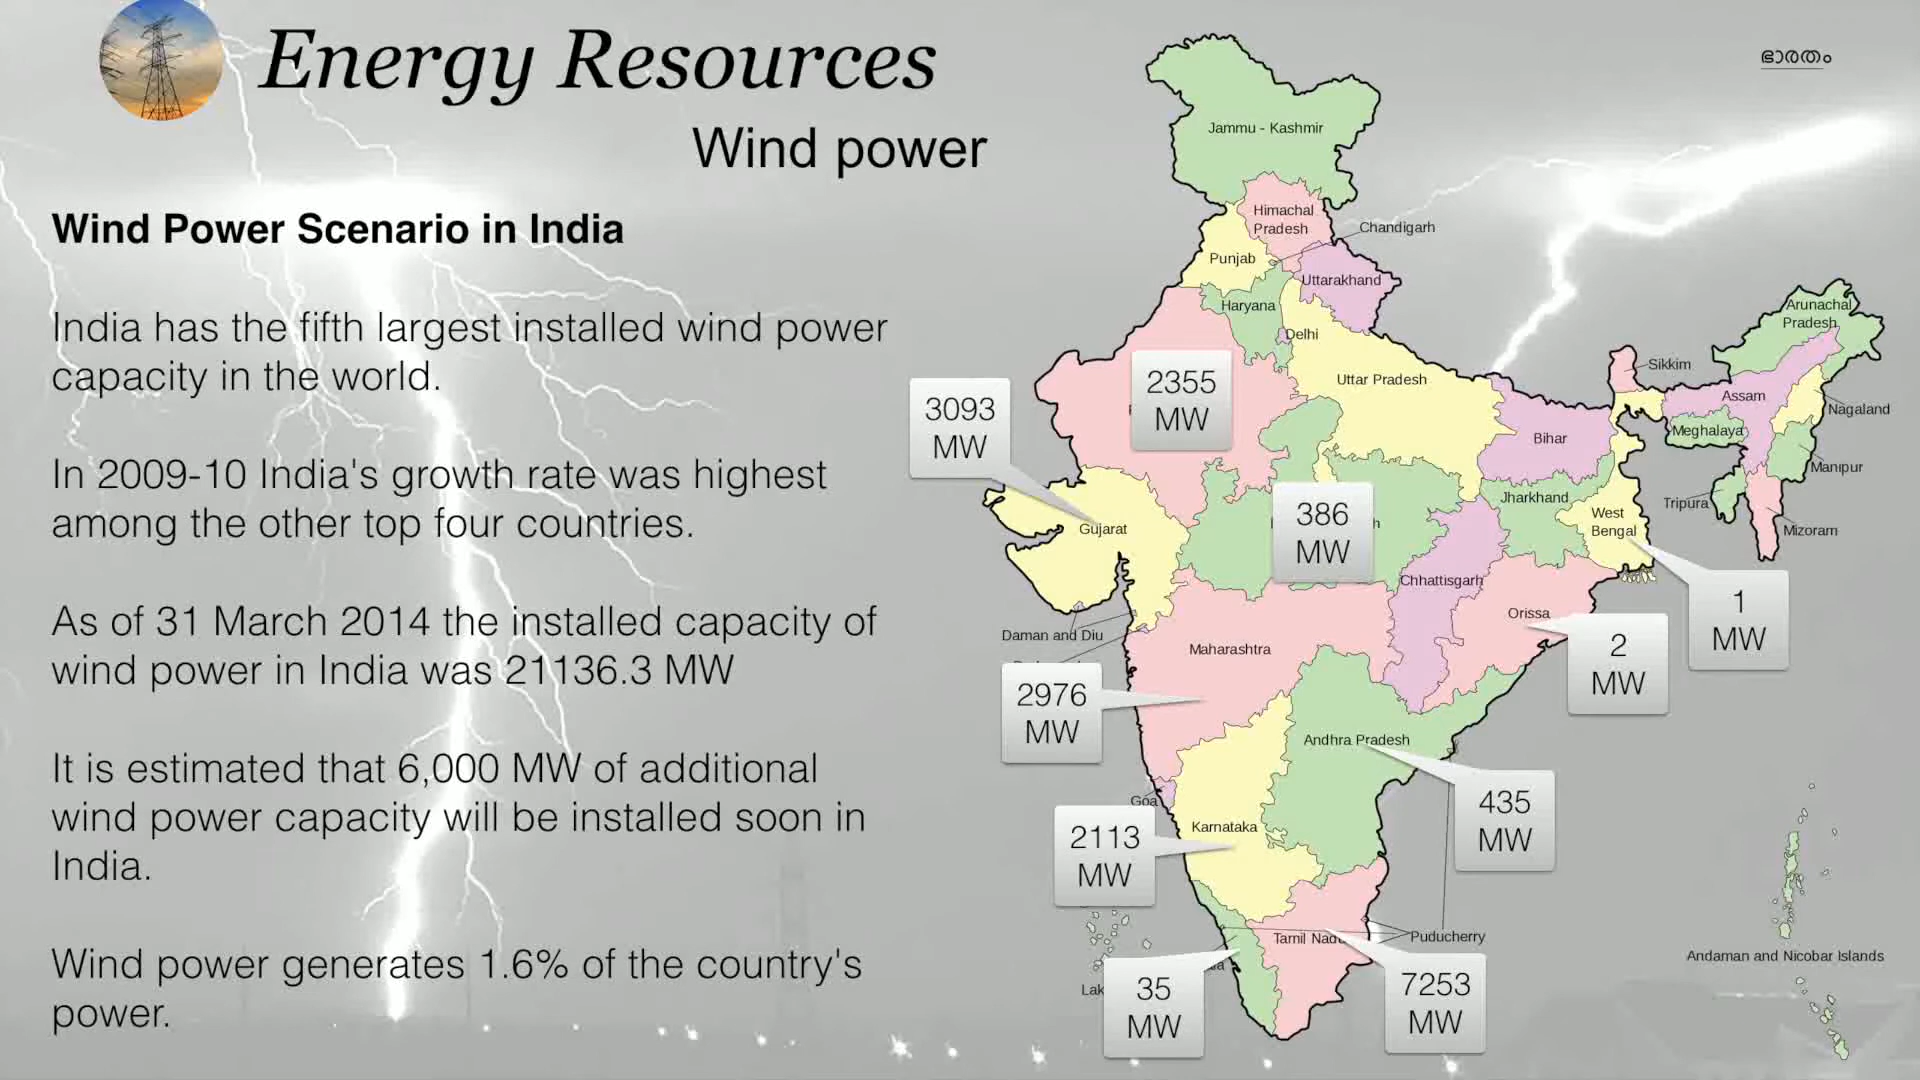 Energy Resources
Wind power
Wind Power Scenario in India
India has the fifth largest installed wind power
capacity in the world.
In 2009-10 India's growth rate was highest
among the other top four countries.
As of 31 March 2014 the installed capacity of
wind power in India was 21136.3 MW
It is estimated that 6,000 MW of additional
wind power capacity will be installed soon in
India.
Wind power generates 1.6% of the country's
power.
ഭാരതം
Jammu - Kashmir
Himachal
Pradesh
Chandigarh
Punjab
Uttarakhand
Haryana
Delhi
Arunachal
Pradesh
Sikkim
Uttar Pradesh
Assam
Nagaland
2355
MW
3093
MW
Bihar
Meghalaya
Manipur
Jharkhand
Tripura
West
Bengal
Mizoram
386
MW
Gujarat
Chhattisgarh
1
MW
Orissa
2
MW
Daman and Diu
Maharashtra
2976
MW
Andhra Pradesh
435
MW
Goa
Karnataka
2113
MW
Tamil Nadu
Puducherry
Andaman and Nicobar Islands
35
MW
7253
MW